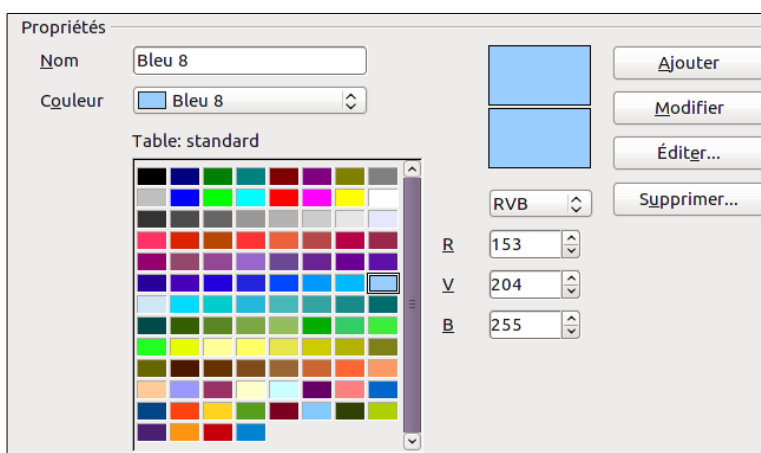 Propriétés
Nom Bleu 8
Couleur Bleu 8
Table: standard
Ajouter
Modifier
Éditer...
Supprimer...
RVB
R 153
V 204
B 255